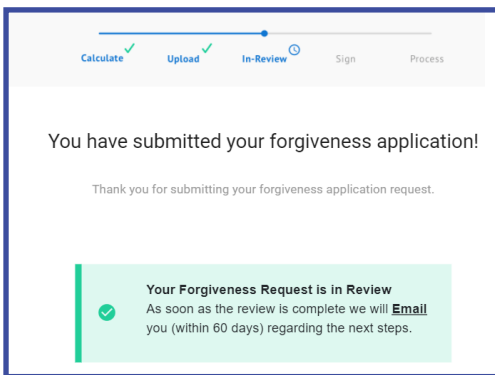 Calculate Upload In-Review Sign Process
You have submitted your forgiveness application!
Thank you for submitting your forgiveness application request.
Your Forgiveness Request is in Review
As soon as the review is complete we will Email
you (within 60 days) regarding the next steps.